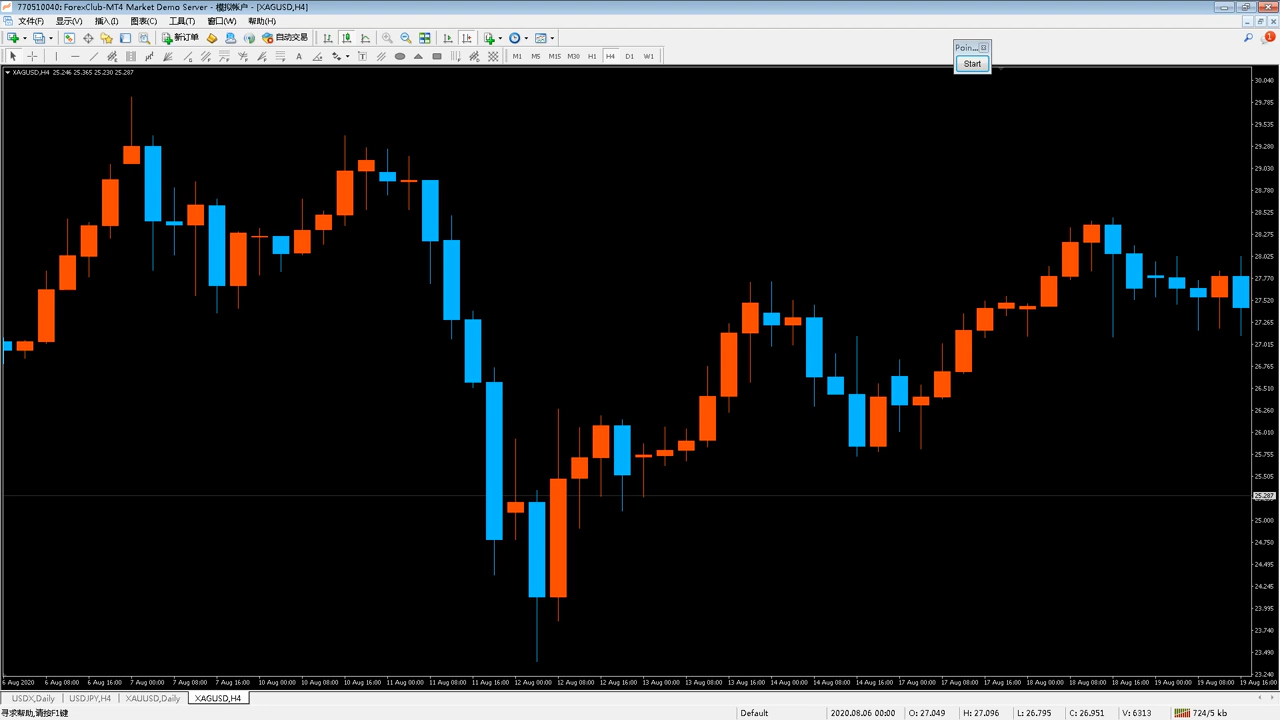 770510040: ForexClub-MT4 Market Demo Server - 模拟帐户 - [XAGUSD,H4]
文件(F) 显示(V) 插入(I) 图表(C) 工具(T) 窗口(W) 帮助(H)
新订单 自动交易
1
A T M1 M5 M15 M30 H1 H4 D1 W1
Poin...
Start
XAGUSD,H4 25.246 25.365 25.230 25.287
30.040
29.785
29.535
29.280
29.030
28.780
28.525
28.275
28.025
27.770
27.520
27.265
27.015
26.765
26.510
26.260
26.010
25.755
25.505
25.287
25.000
24.750
24.495
24.245
23.995
23.740
23.490
23.240
6 Aug 2020 6 Aug 08:00 6 Aug 16:00 7 Aug 00:00 7 Aug 08:00 7 Aug 16:00 10 Aug 00:00 10 Aug 08:00 10 Aug 16:00 11 Aug 00:00 11 Aug 08:00 11 Aug 16:00 12 Aug 00:00 12 Aug 08:00 12 Aug 16:00 13 Aug 00:00 13 Aug 08:00 13 Aug 16:00 14 Aug 00:00 14 Aug 08:00 14 Aug 16:00 17 Aug 00:00 17 Aug 08:00 17 Aug 16:00 18 Aug 00:00 18 Aug 08:00 18 Aug 16:00 19 Aug 00:00 19 Aug 08:00 19 Aug 16:00
USDX,Daily USDJPY,H4 XAUUSD,Daily XAGUSD,H4
寻求帮助,请按F1键 Default 2020.08.06 00:00 O: 27.049 H: 27.096 L: 26.795 C: 26.951 V: 6313 724/5 kb